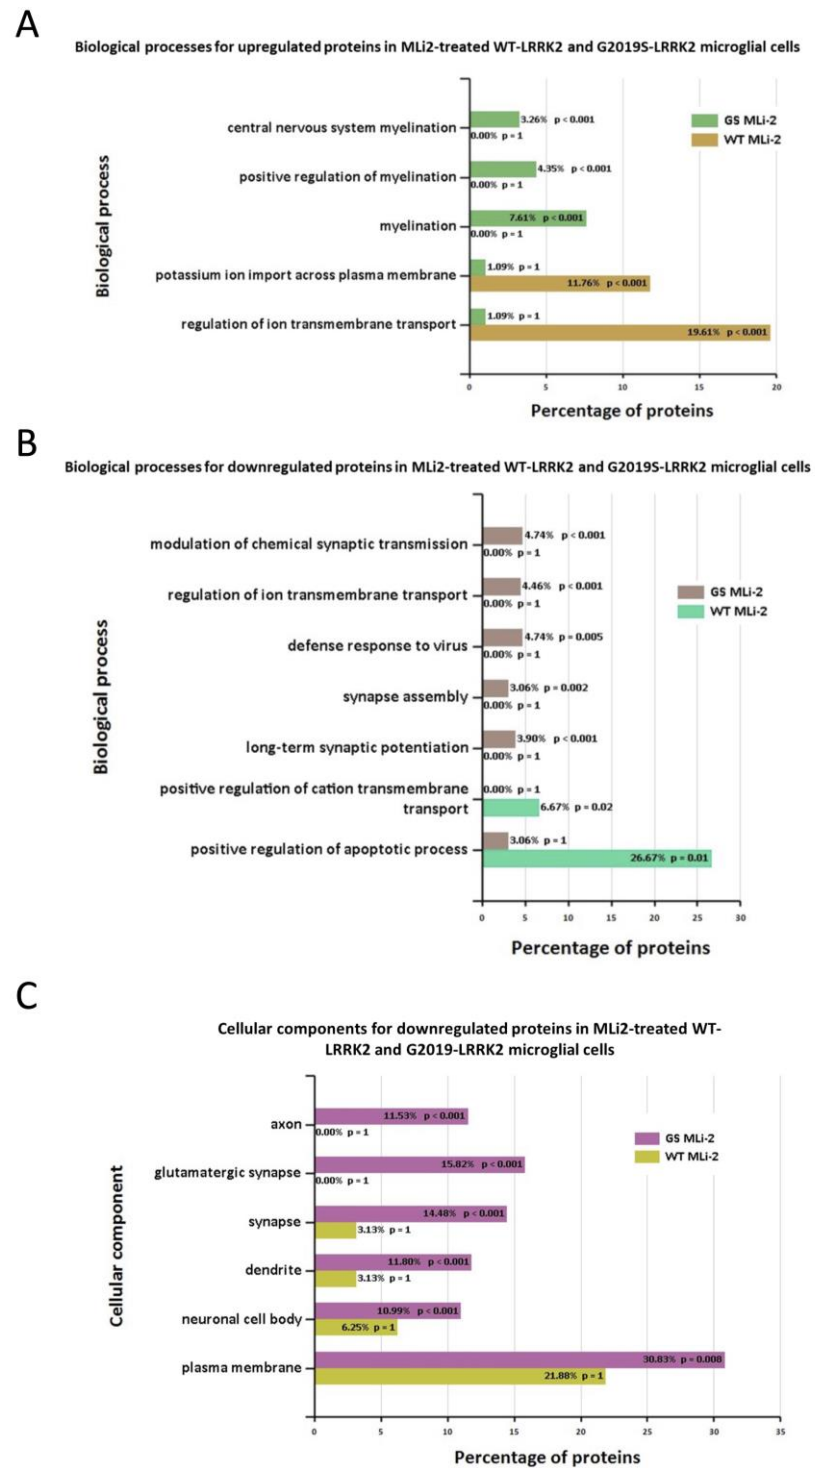 A
Biological processes for upregulated proteins in MLi2-treated WT-LRRK2 and G2019S-LRRK2 microglial cells
Biological process
central nervous system myelination
3.26% p < 0.001
0.00% p = 1
positive regulation of myelination
4.35% p < 0.001
0.00% p = 1
myelination
7.61% p < 0.001
0.00% p = 1
potassium ion import across plasma membrane
1.09% p = 1
11.76% p < 0.001
regulation of ion transmembrane transport
1.09% p = 1
19.61% p < 0.001
GS MLi-2
WT MLi-2
0 5 10 15 20
Percentage of proteins
B
Biological processes for downregulated proteins in MLi2-treated WT-LRRK2 and G2019S-LRRK2 microglial cells
Biological process
modulation of chemical synaptic transmission
4.74% p < 0.001
0.00% p = 1
regulation of ion transmembrane transport
4.46% p < 0.001
0.00% p = 1
defense response to virus
4.74% p = 0.005
0.00% p = 1
synapse assembly
3.06% p = 0.002
0.00% p = 1
long-term synaptic potentiation
3.90% p < 0.001
0.00% p = 1
positive regulation of cation transmembrane
transport
0.00% p = 1
6.67% p = 0.02
positive regulation of apoptotic process
3.06% p = 1
26.67% p = 0.01
GS MLi-2
WT MLi-2
0 5 10 15 20 25 30
Percentage of proteins
C
Cellular components for downregulated proteins in MLi2-treated WT-
LRRK2 and G2019-LRRK2 microglial cells
Cellular component
axon
11.53% p < 0.001
0.00% p = 1
glutamatergic synapse
15.82% p < 0.001
0.00% p = 1
synapse
14.48% p < 0.001
3.13% p = 1
dendrite
11.80% p < 0.001
3.13% p = 1
neuronal cell body
10.99% p < 0.001
6.25% p = 1
plasma membrane
30.83% p = 0.008
21.88% p = 1
GS MLi-2
WT MLi-2
0 5 10 15 20 25 30 35
Percentage of proteins